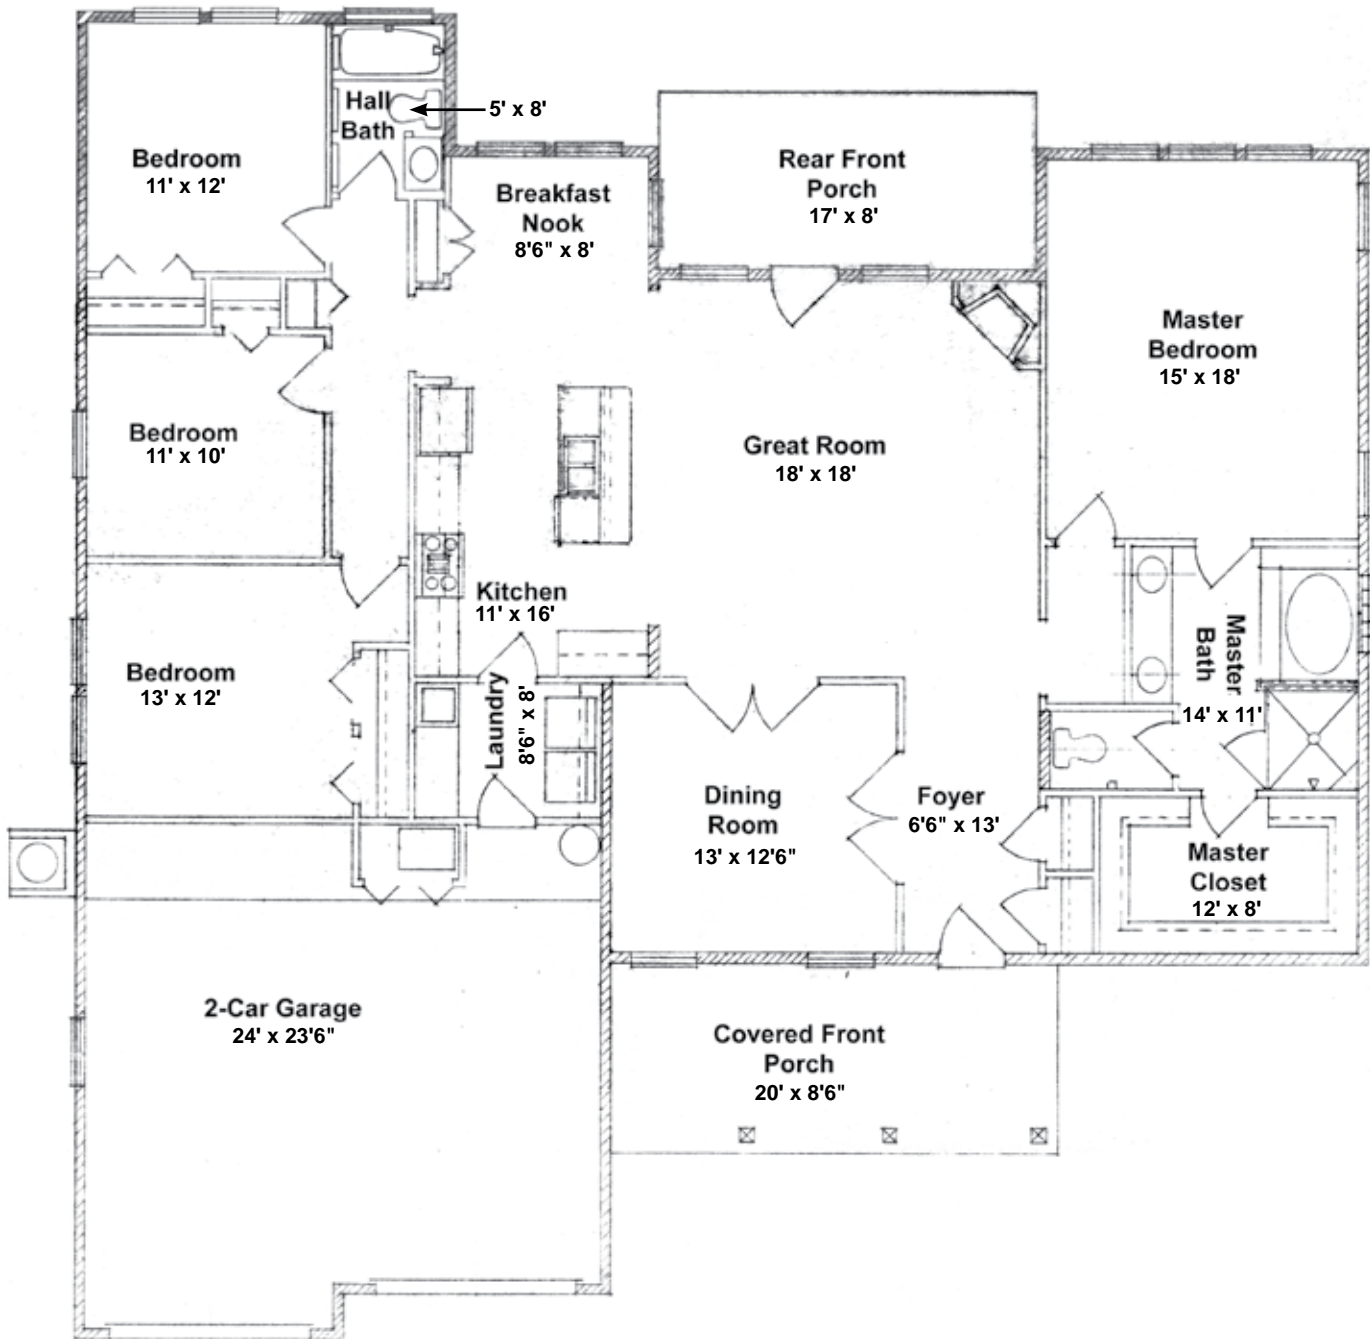 Hall
Bath
5' x 8'
Bedroom
11' x 12'
Breakfast
Nook
8'6" x 8'
Rear Front
Porch
17' x 8'
Master
Bedroom
15' x 18'
Bedroom
11' x 10'
Great Room
18' x 18'
Kitchen
11' x 16'
Bedroom
13' x 12'
Laundry
8'6" x 8'
Master
Bath
14' x 11'
Dining
Room
13' x 12'6"
Foyer
6'6" x 13'
Master
Closet
12' x 8'
2-Car Garage
24' x 23'6"
Covered Front
Porch
20' x 8'6"